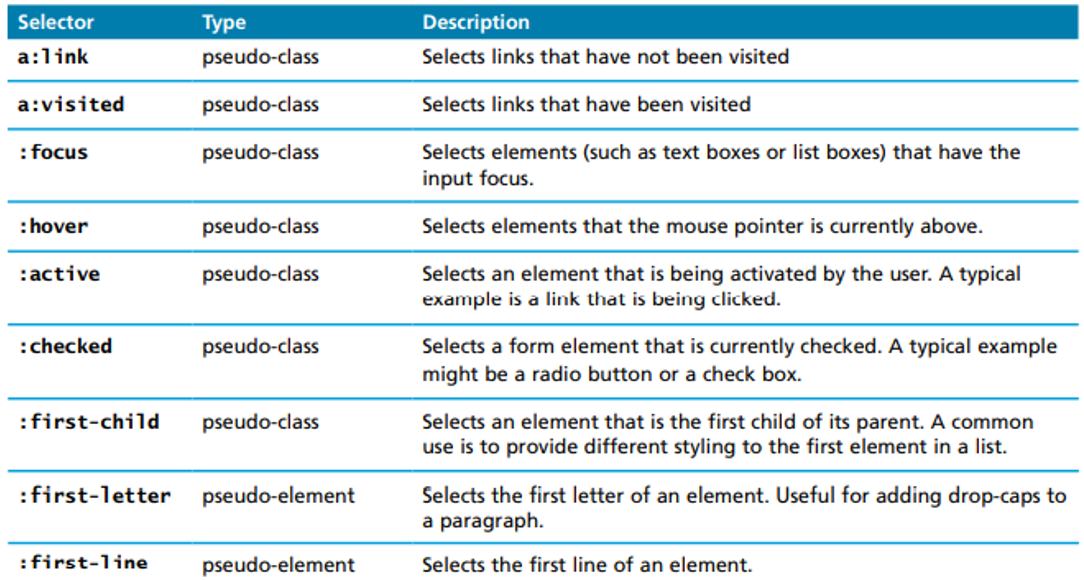 Selector Type Description
a:link pseudo-class Selects links that have not been visited
a:visited pseudo-class Selects links that have been visited
:focus pseudo-class Selects elements (such as text boxes or list boxes) that have the
input focus.
:hover pseudo-class Selects elements that the mouse pointer is currently above.
:active pseudo-class Selects an element that is being activated by the user. A typical
example is a link that is being clicked.
:checked pseudo-class Selects a form element that is currently checked. A typical example
might be a radio button or a check box.
:first-child pseudo-class Selects an element that is the first child of its parent. A common
use is to provide different styling to the first element in a list.
:first-letter pseudo-element Selects the first letter of an element. Useful for adding drop-caps to
a paragraph.
:first-line pseudo-element Selects the first line of an element.